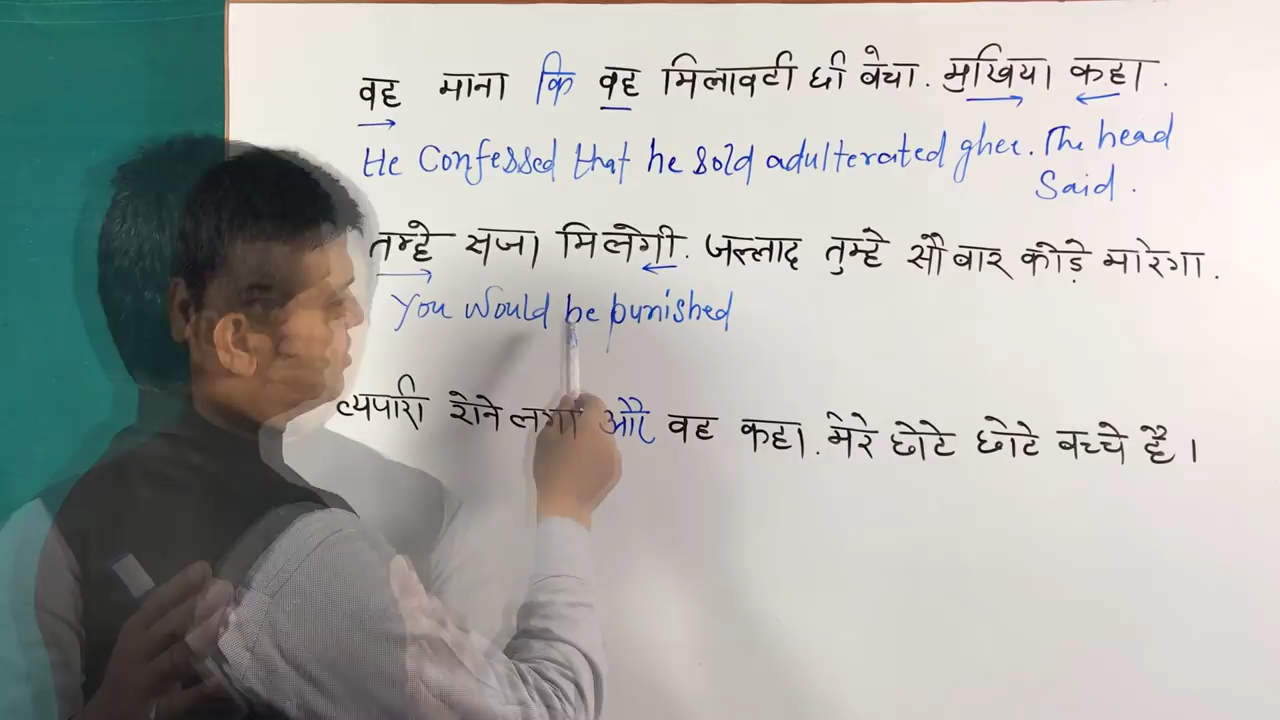 वह माना कि वह मिलावटी घी बेचा. मुखिया कहा.
He Confessed that he sold adulterated ghee. The head
Said.
तुम्हे सजा मिलेगी. जल्लाद तुम्हे सौ बार कोड़े मारेगा.
You would be punished
व्यपारी रोने लगा और वह कहा. मेरे छोटे छोटे बच्चे है।